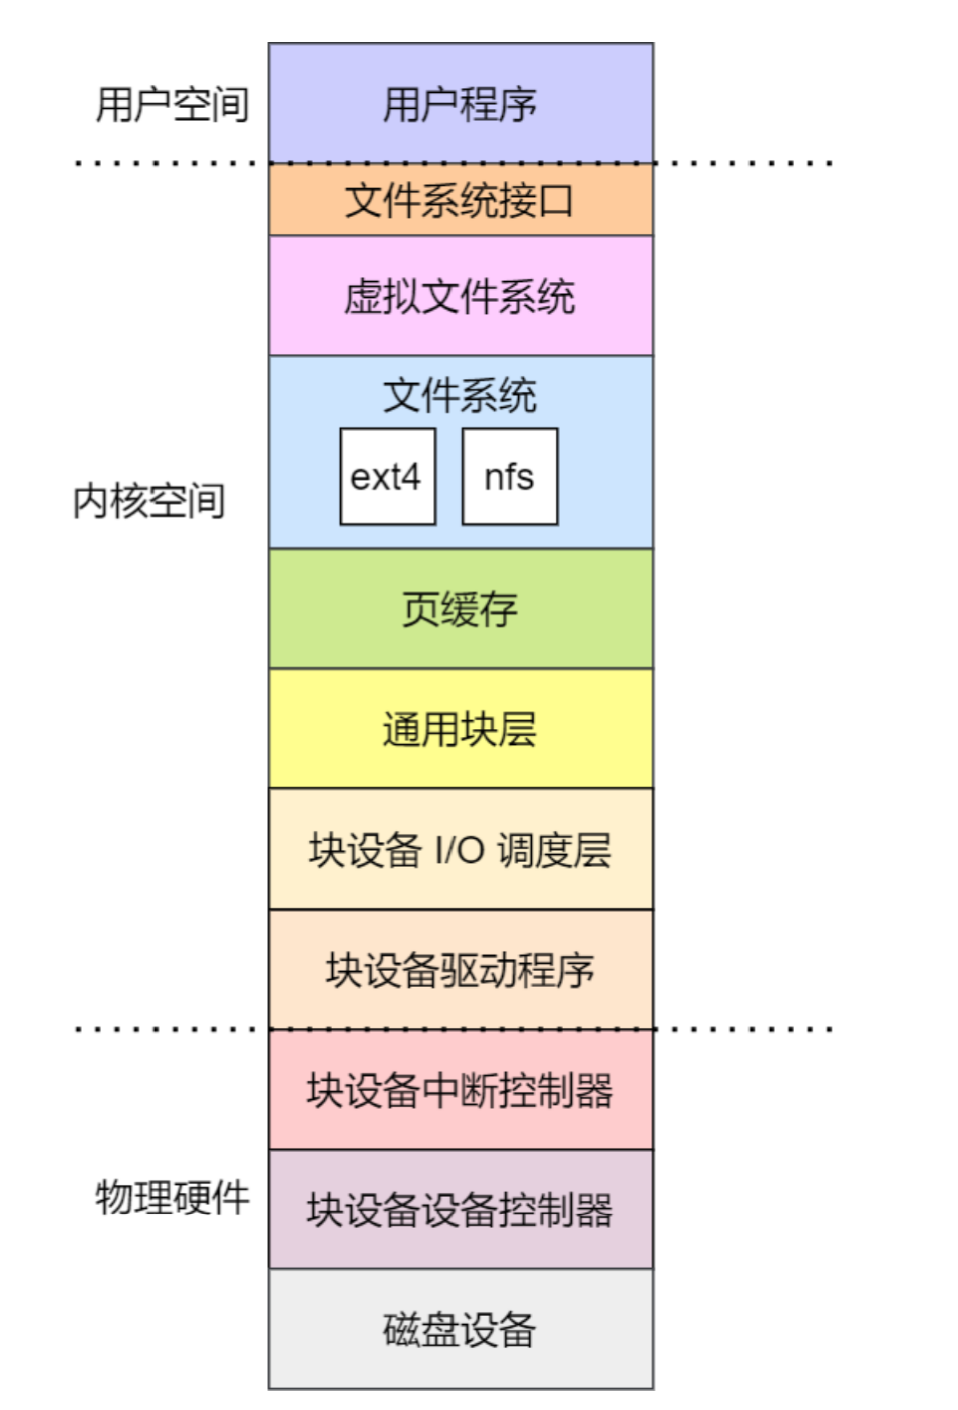 用户空间
用户程序
文件系统接口
虚拟文件系统
文件系统
ext4
nfs
内核空间
页缓存
通用块层
块设备 I/O 调度层
块设备驱动程序
块设备中断控制器
物理硬件
块设备设备控制器
磁盘设备